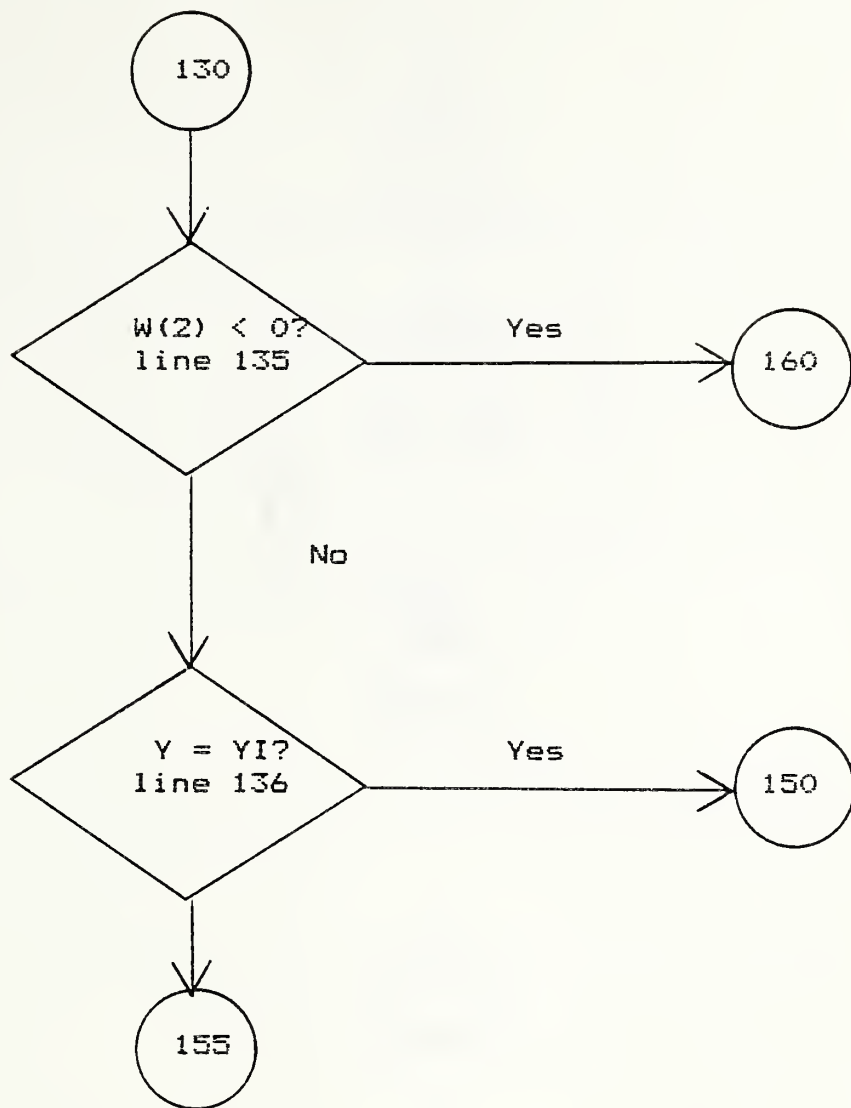 130
W(2) < 0?
line 135
Yes
160
No
Y = YI?
line 136
Yes
150
155